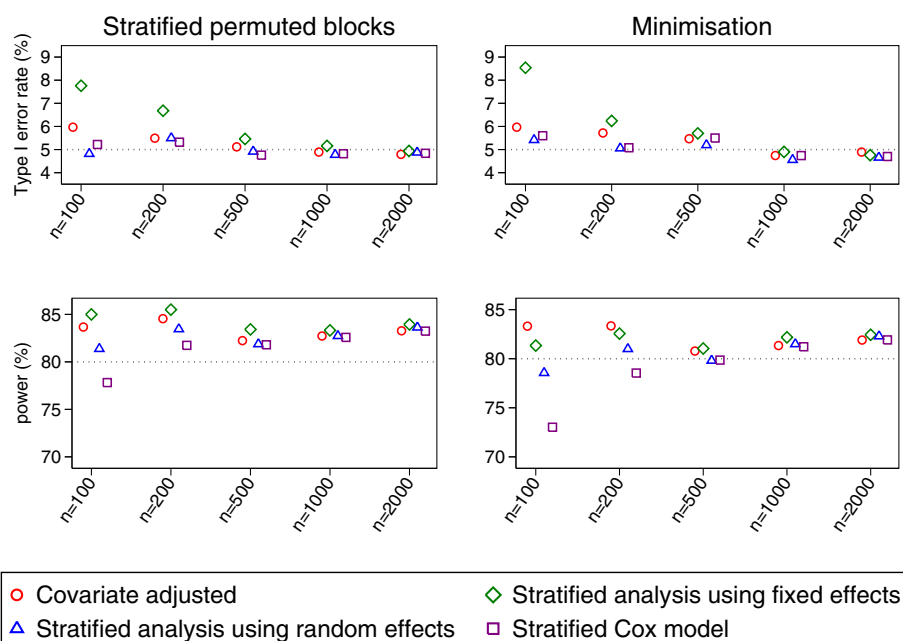 Stratified permuted blocks
Minimisation
Type I error rate (%)
9
8
7
6
5
4
n=100
n=200
n=500
n=1000
n=2000
9
8
7
6
5
4
n=100
n=200
n=500
n=1000
n=2000
power (%)
85
80
75
70
n=100
n=200
n=500
n=1000
n=2000
85
80
75
70
n=100
n=200
n=500
n=1000
n=2000
Covariate adjusted
Stratified analysis using fixed effects
Stratified analysis using random effects
Stratified Cox model